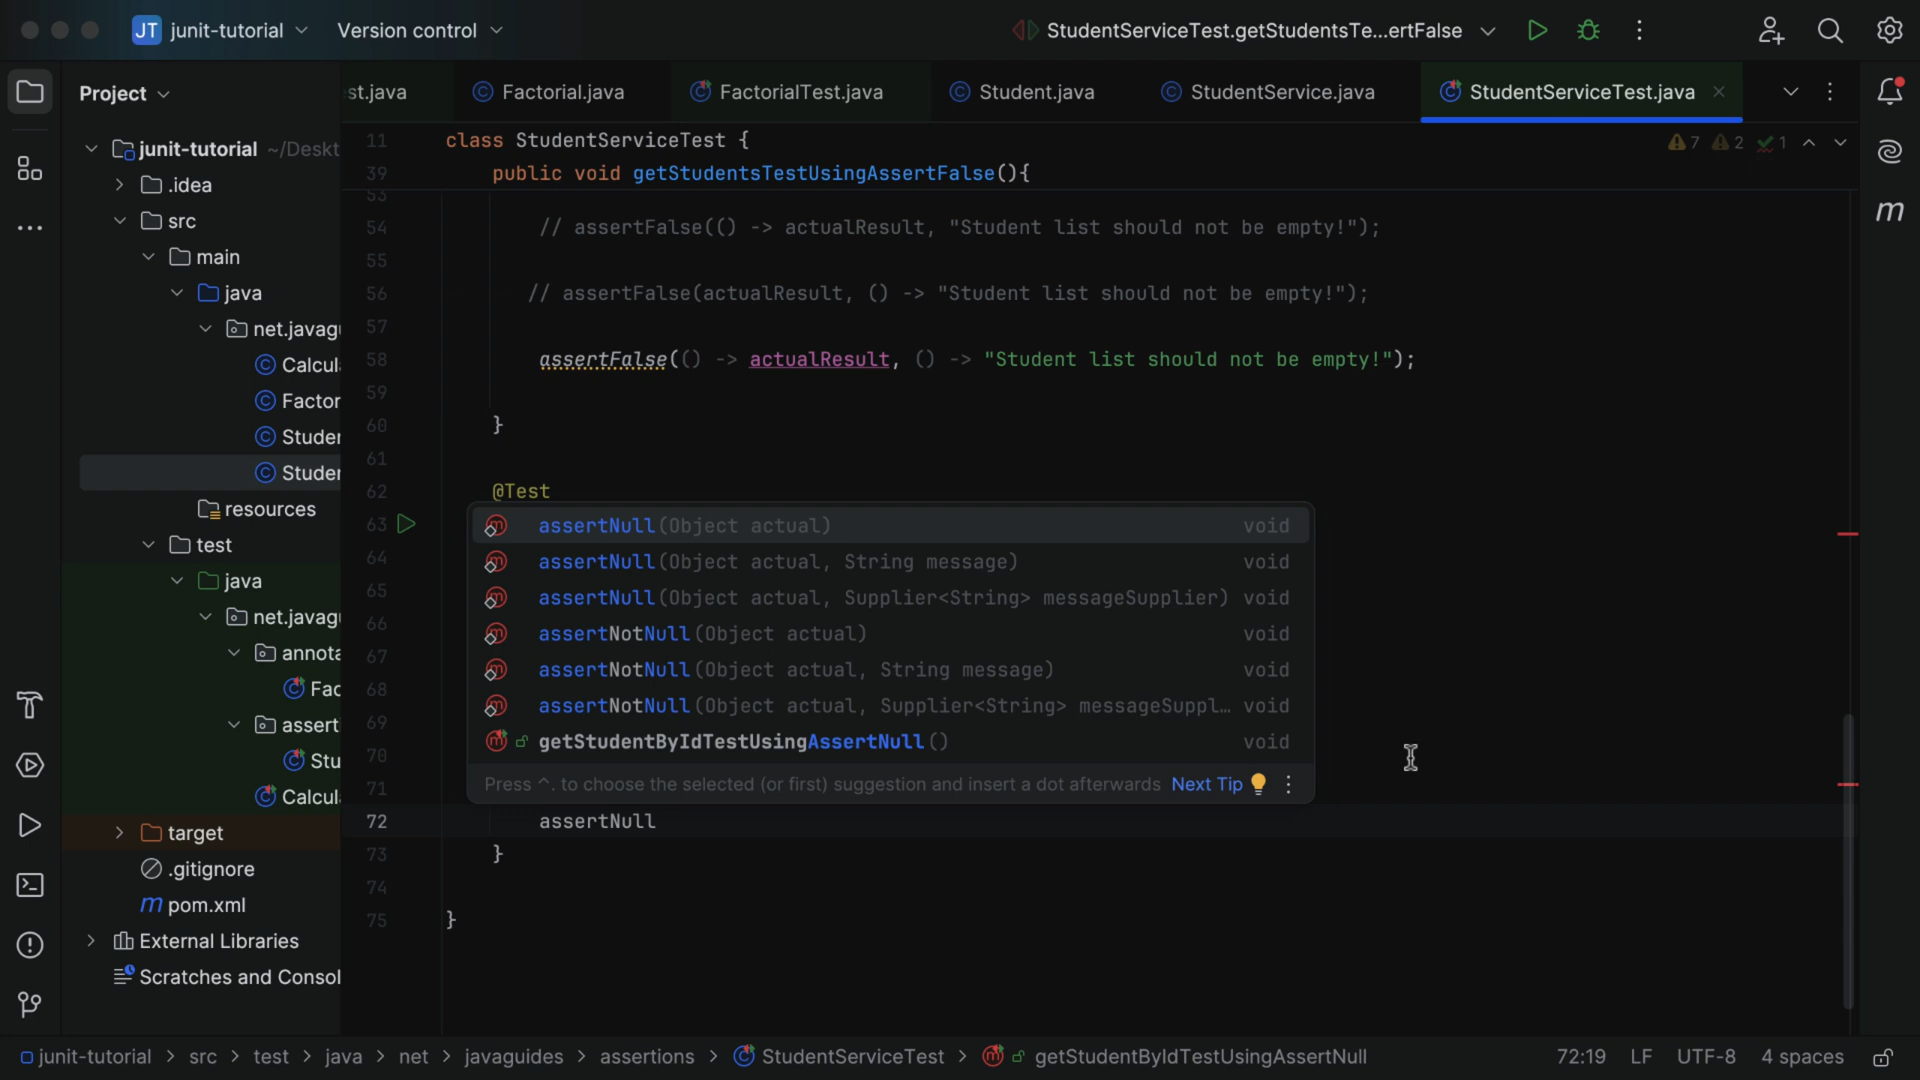 JT junit-tutorial Version control StudentServiceTest.getStudentsTe...ertFalse
Project
st.java Factorial.java FactorialTest.java Student.java StudentService.java StudentServiceTest.java
junit-tutorial ~/Deskt
.idea
src
main
java
net.javagu
Calcul
Factor
Studen
Studen
resources
test
java
net.javagu
annota
Fac
assert
Stu
Calcul
target
.gitignore
m pom.xml
External Libraries
Scratches and Consol
m
7 2 1
11 class StudentServiceTest {
39 public void getStudentsTestUsingAssertFalse(){
53
54 // assertFalse(() -> actualResult, "Student list should not be empty!");
55
56 // assertFalse(actualResult, () -> "Student list should not be empty!");
57
58 assertFalse(() -> actualResult, () -> "Student list should not be empty!");
59
60 }
61
62 @Test
63
64
65
66
67
68
69
70
71
assertNull(Object actual) void
assertNull(Object actual, String message) void
assertNull(Object actual, Supplier<String> messageSupplier) void
assertNotNull(Object actual) void
assertNotNull(Object actual, String message) void
assertNotNull(Object actual, Supplier<String> messageSuppl… void
getStudentByIdTestUsingAssertNull() void
Press ^. to choose the selected (or first) suggestion and insert a dot afterwards Next Tip
72 assertNull
73 }
74
75 }
junit-tutorial > src > test > java > net > javaguides > assertions > StudentServiceTest > getStudentByIdTestUsingAssertNull 72:19 LF UTF-8 4 spaces